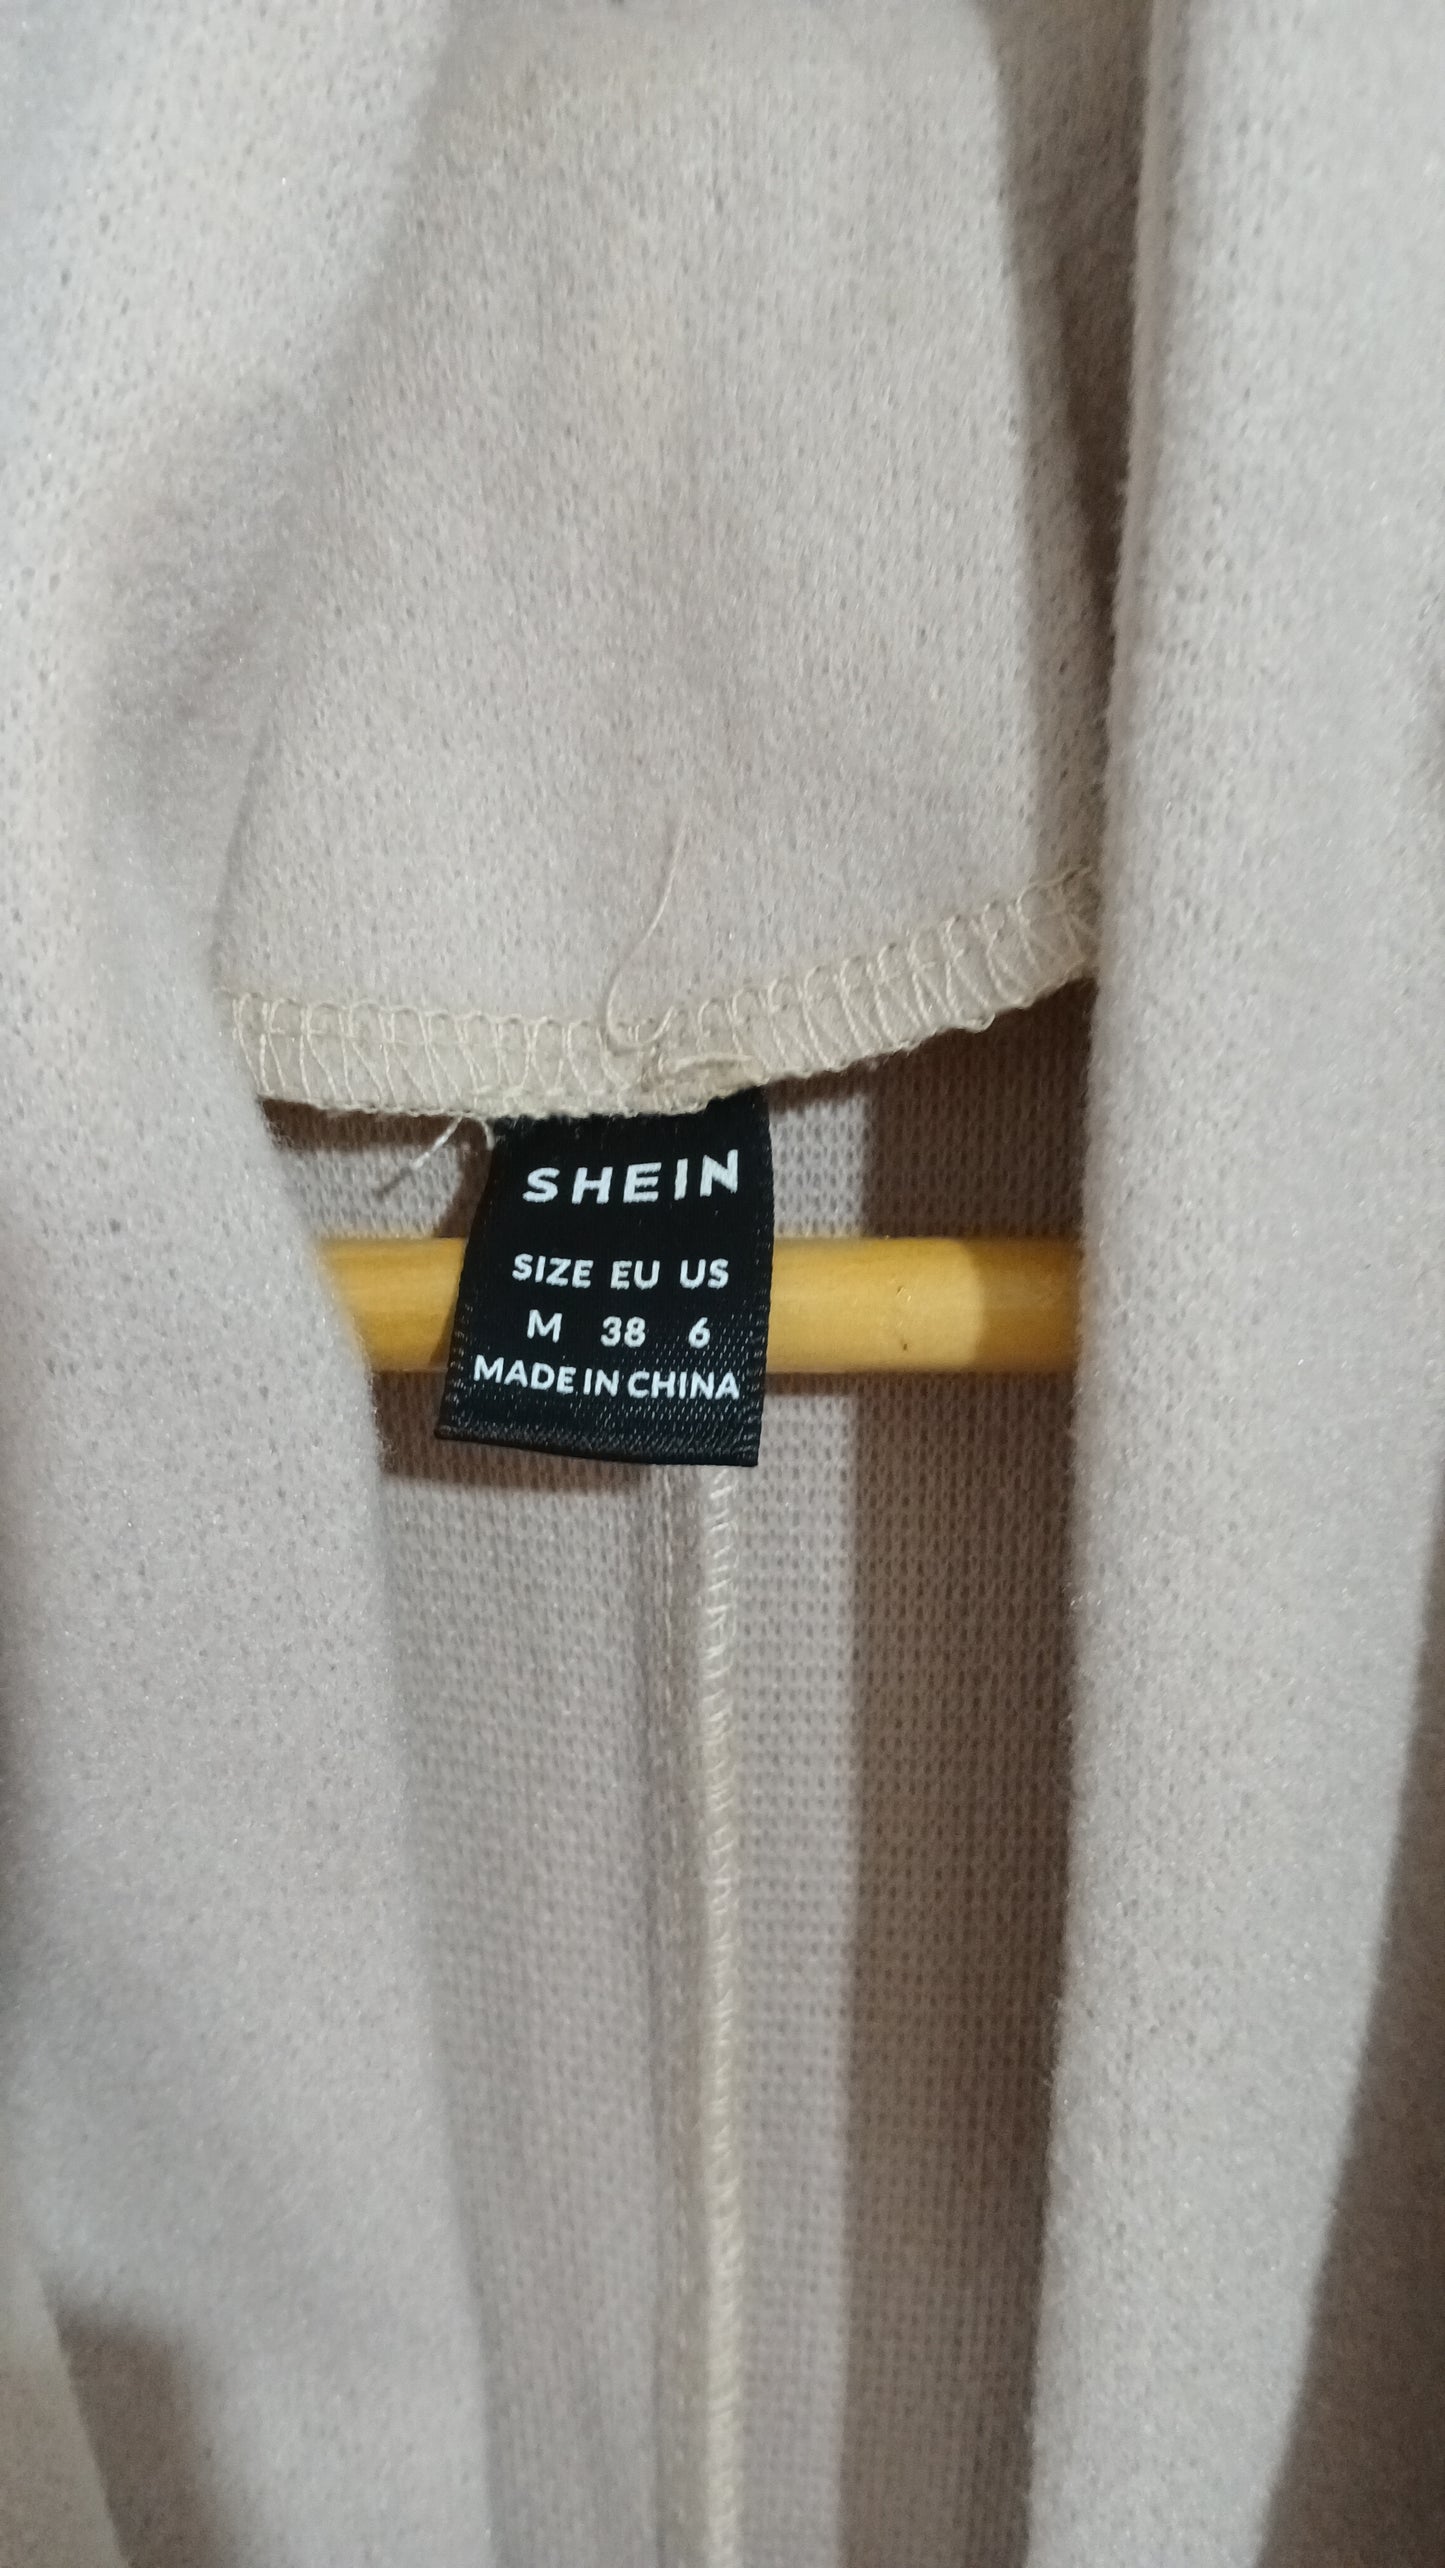 SHEIN
SIZE EU US
M 38 6
MADE IN CHINA